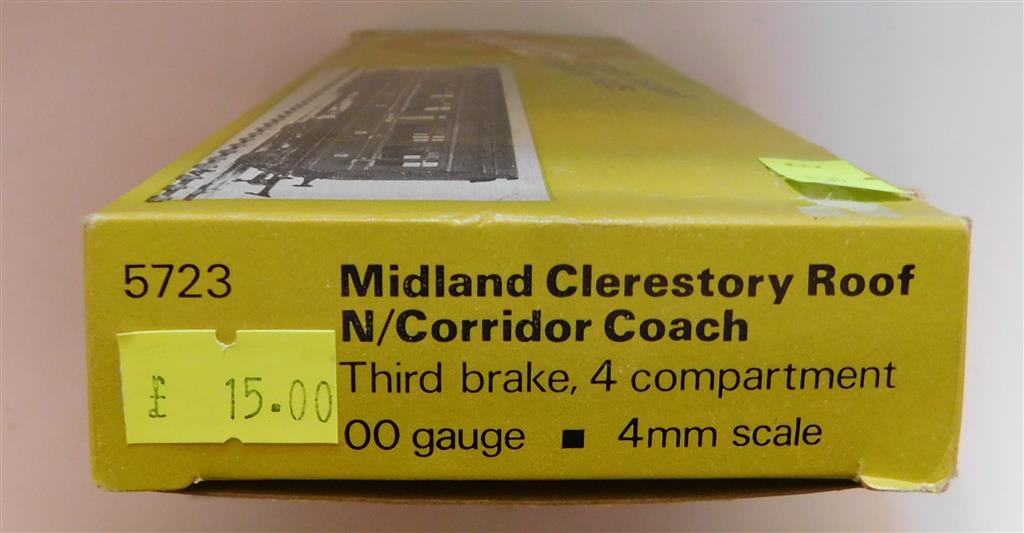 5723
Midland Clerestory Roof
N/Corridor Coach
Third brake, 4 compartment
00 gauge ■ 4mm scale
£ 15.00